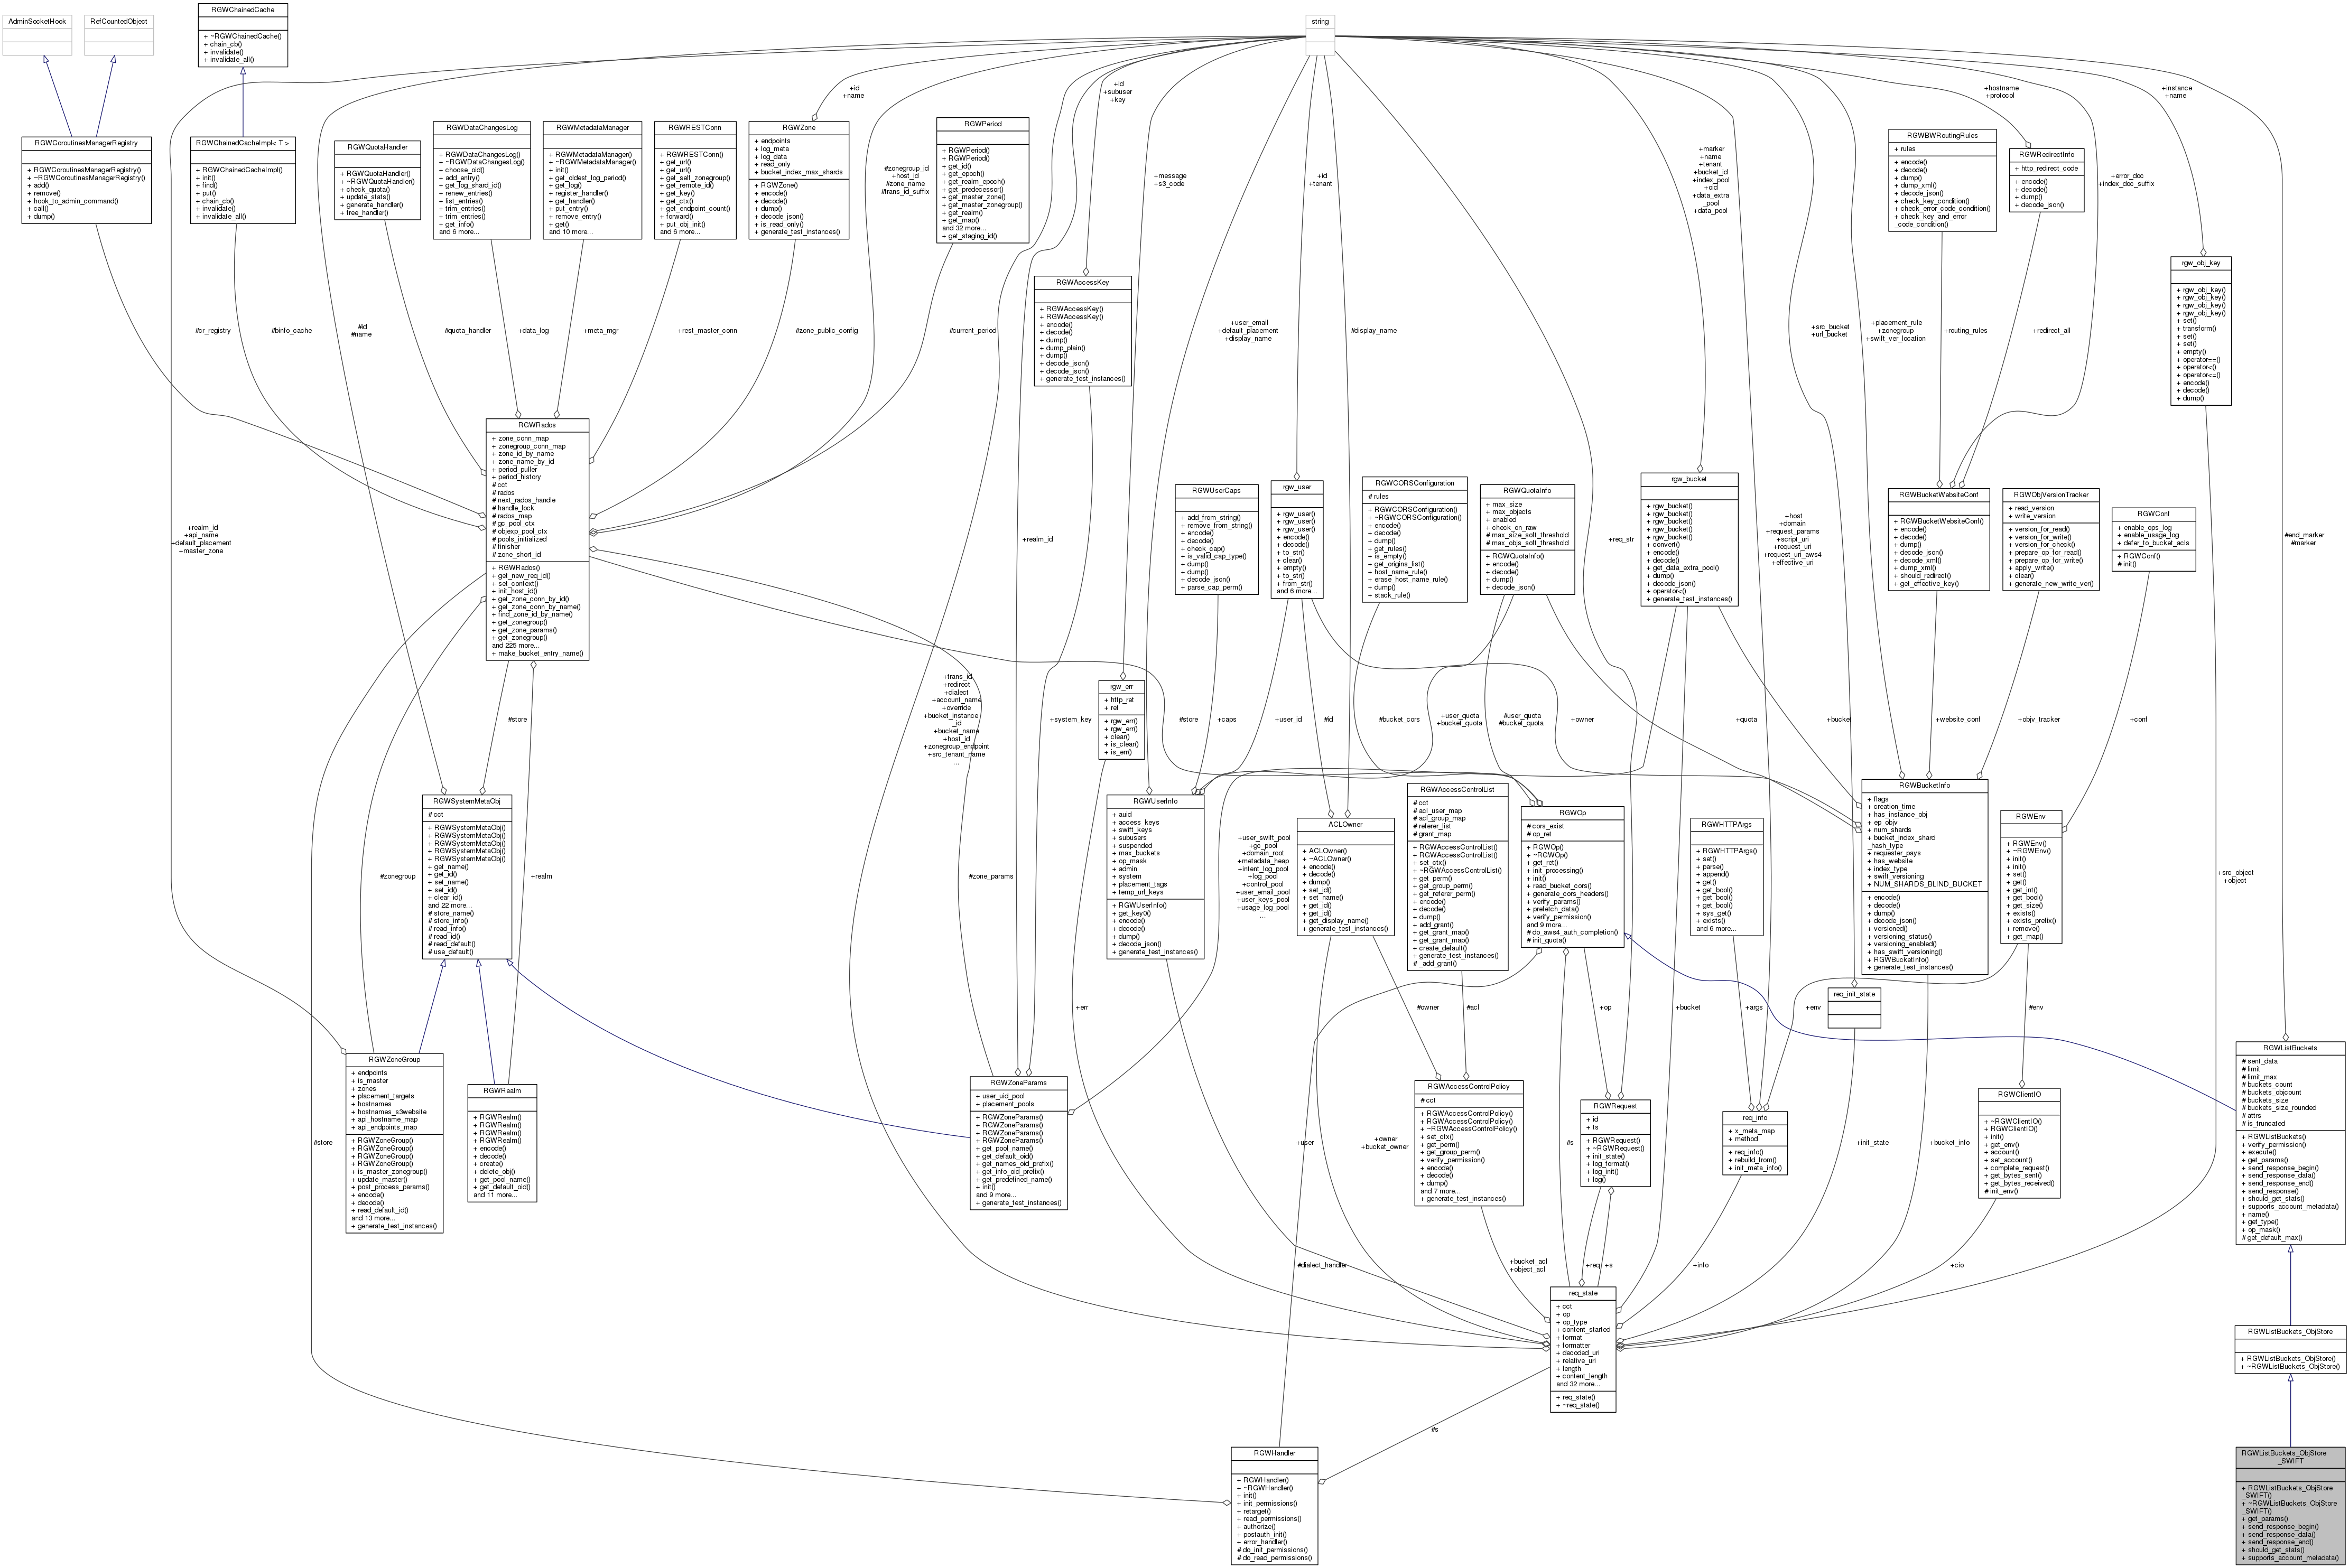 AdminSocketHook
RefCountedObject
RGWChainedCache
+ ~RGWChainedCache()
+ chain_cb()
+ invalidate()
+ invalidate_all()
string
RGWCoroutinesManagerRegistry
+ RGWCoroutinesManagerRegistry()
+ ~RGWCoroutinesManagerRegistry()
+ add()
+ remove()
+ hook_to_admin_command()
+ call()
+ dump()
RGWChainedCacheImpl< T >
+ RGWChainedCacheImpl()
+ init()
+ find()
+ put()
+ chain_cb()
+ invalidate()
+ invalidate_all()
RGWQuotaHandler
+ RGWQuotaHandler()
+ ~RGWQuotaHandler()
+ check_quota()
+ update_stats()
+ generate_handler()
+ free_handler()
RGWDataChangesLog
+ RGWDataChangesLog()
+ ~RGWDataChangesLog()
+ choose_oid()
+ add_entry()
+ get_log_shard_id()
+ renew_entries()
+ list_entries()
+ trim_entries()
+ trim_entries()
+ get_info()
and 6 more...
RGWMetadataManager
+ RGWMetadataManager()
+ ~RGWMetadataManager()
+ init()
+ get_oldest_log_period()
+ get_log()
+ register_handler()
+ get_handler()
+ put_entry()
+ remove_entry()
+ get()
and 10 more...
RGWRESTConn
+ RGWRESTConn()
+ get_url()
+ get_url()
+ get_self_zonegroup()
+ get_remote_id()
+ get_key()
+ get_ctx()
+ get_endpoint_count()
+ forward()
+ put_obj_init()
and 6 more...
RGWZone
+ endpoints
+ log_meta
+ log_data
+ read_only
+ bucket_index_max_shards
+ RGWZone()
+ encode()
+ decode()
+ dump()
+ decode_json()
+ is_read_only()
+ generate_test_instances()
+id
+name
#zonegroup_id
+host_id
#zone_name
#trans_id_suffix
RGWPeriod
+ RGWPeriod()
+ RGWPeriod()
+ get_id()
+ get_epoch()
+ get_realm_epoch()
+ get_predecessor()
+ get_master_zone()
+ get_master_zonegroup()
+ get_realm()
+ get_map()
and 32 more...
+ get_staging_id()
+id
+subuser
+key
RGWAccessKey
+ RGWAccessKey()
+ RGWAccessKey()
+ encode()
+ decode()
+ dump()
+ dump_plain()
+ dump()
+ decode_json()
+ decode_json()
+ generate_test_instances()
+message
+s3_code
+id
+tenant
+marker
+name
+tenant
+bucket_id
+index_pool
+oid
+data_extra
_pool
+data_pool
RGWBWRoutingRules
+ rules
+ encode()
+ decode()
+ dump()
+ dump_xml()
+ decode_json()
+ check_key_condition()
+ check_error_code_condition()
+ check_key_and_error
_code_condition()
+hostname
+protocol
RGWRedirectInfo
+ http_redirect_code
+ encode()
+ decode()
+ dump()
+ decode_json()
+error_doc
+index_doc_suffix
+instance
+name
rgw_obj_key
+ rgw_obj_key()
+ rgw_obj_key()
+ rgw_obj_key()
+ rgw_obj_key()
+ set()
+ transform()
+ set()
+ set()
+ empty()
+ operator==()
+ operator<()
+ operator<=()
+ encode()
+ decode()
+ dump()
#cr_registry
#binfo_cache
#id
#name
#quota_handler
+data_log
+meta_mgr
+rest_master_conn
#zone_public_config
#current_period
+user_email
+default_placement
+display_name
#display_name
+src_bucket
+url_bucket
+placement_rule
+zonegroup
+swift_ver_location
+routing_rules
+redirect_all
RGWRados
+ zone_conn_map
+ zonegroup_conn_map
+ zone_id_by_name
+ zone_name_by_id
+ period_puller
+ period_history
# cct
# rados
# next_rados_handle
# handle_lock
# rados_map
# gc_pool_ctx
# objexp_pool_ctx
# pools_initialized
# finisher
# zone_short_id
+ RGWRados()
+ get_new_req_id()
+ set_context()
+ init_host_id()
+ get_zone_conn_by_id()
+ get_zone_conn_by_name()
+ find_zone_id_by_name()
+ get_zonegroup()
+ get_zone_params()
+ get_zonegroup()
and 225 more...
+ make_bucket_entry_name()
+realm_id
+api_name
+default_placement
+master_zone
+realm_id
RGWUserCaps
+ add_from_string()
+ remove_from_string()
+ encode()
+ decode()
+ check_cap()
+ is_valid_cap_type()
+ dump()
+ dump()
+ decode_json()
+ parse_cap_perm()
rgw_user
+ rgw_user()
+ rgw_user()
+ rgw_user()
+ encode()
+ decode()
+ to_str()
+ clear()
+ empty()
+ to_str()
+ from_str()
and 6 more...
RGWCORSConfiguration
# rules
+ RGWCORSConfiguration()
+ ~RGWCORSConfiguration()
+ encode()
+ decode()
+ dump()
+ get_rules()
+ is_empty()
+ get_origins_list()
+ host_name_rule()
+ erase_host_name_rule()
+ dump()
+ stack_rule()
RGWQuotaInfo
+ max_size
+ max_objects
+ enabled
+ check_on_raw
# max_size_soft_threshold
# max_objs_soft_threshold
+ RGWQuotaInfo()
+ encode()
+ decode()
+ dump()
+ decode_json()
+req_str
rgw_bucket
+ rgw_bucket()
+ rgw_bucket()
+ rgw_bucket()
+ rgw_bucket()
+ rgw_bucket()
+ convert()
+ encode()
+ decode()
+ get_data_extra_pool()
+ dump()
+ decode_json()
+ operator<()
+ generate_test_instances()
+host
+domain
+request_params
+script_uri
+request_uri
+request_uri_aws4
+effective_uri
RGWBucketWebsiteConf
+ RGWBucketWebsiteConf()
+ encode()
+ decode()
+ dump()
+ decode_json()
+ decode_xml()
+ dump_xml()
+ should_redirect()
+ get_effective_key()
RGWObjVersionTracker
+ read_version
+ write_version
+ version_for_read()
+ version_for_write()
+ version_for_check()
+ prepare_op_for_read()
+ prepare_op_for_write()
+ apply_write()
+ clear()
+ generate_new_write_ver()
RGWConf
+ enable_ops_log
+ enable_usage_log
+ defer_to_bucket_acls
+ RGWConf()
# init()
#end_marker
#marker
#store
+trans_id
+redirect
+dialect
+account_name
+override
+bucket_instance
_id
+bucket_name
+host_id
+zonegroup_endpoint
+src_tenant_name
...
+system_key
rgw_err
+ http_ret
+ ret
+ rgw_err()
+ rgw_err()
+ clear()
+ is_clear()
+ is_err()
#store
+caps
+user_id
#id
#bucket_cors
+user_quota
+bucket_quota
#user_quota
#bucket_quota
+owner
+quota
+bucket
+website_conf
+objv_tracker
+conf
RGWSystemMetaObj
# cct
+ RGWSystemMetaObj()
+ RGWSystemMetaObj()
+ RGWSystemMetaObj()
+ RGWSystemMetaObj()
+ RGWSystemMetaObj()
+ get_name()
+ get_id()
+ set_name()
+ set_id()
+ clear_id()
and 22 more...
# store_name()
# store_info()
# read_info()
# read_id()
# read_default()
# use_default()
#zonegroup
+realm
#zone_params
RGWUserInfo
+ auid
+ access_keys
+ swift_keys
+ subusers
+ suspended
+ max_buckets
+ op_mask
+ admin
+ system
+ placement_tags
+ temp_url_keys
+ RGWUserInfo()
+ get_key0()
+ encode()
+ decode()
+ dump()
+ decode_json()
+ generate_test_instances()
+user_swift_pool
+gc_pool
+domain_root
+metadata_heap
+intent_log_pool
+log_pool
+control_pool
+user_email_pool
+user_keys_pool
+usage_log_pool
...
ACLOwner
+ ACLOwner()
+ ~ACLOwner()
+ encode()
+ decode()
+ dump()
+ set_id()
+ set_name()
+ get_id()
+ get_id()
+ get_display_name()
+ generate_test_instances()
RGWAccessControlList
# cct
# acl_user_map
# acl_group_map
# referer_list
# grant_map
+ RGWAccessControlList()
+ RGWAccessControlList()
+ set_ctx()
+ ~RGWAccessControlList()
+ get_perm()
+ get_group_perm()
+ get_referer_perm()
+ encode()
+ decode()
+ dump()
+ add_grant()
+ get_grant_map()
+ get_grant_map()
+ create_default()
+ generate_test_instances()
# _add_grant()
RGWOp
# cors_exist
# op_ret
+ RGWOp()
+ ~RGWOp()
+ get_ret()
+ init_processing()
+ init()
+ read_bucket_cors()
+ generate_cors_headers()
+ verify_params()
+ prefetch_data()
+ verify_permission()
and 9 more...
# do_aws4_auth_completion()
# init_quota()
RGWHTTPArgs
+ RGWHTTPArgs()
+ set()
+ parse()
+ append()
+ get()
+ get_bool()
+ get_bool()
+ get_bool()
+ sys_get()
+ exists()
and 6 more...
RGWBucketInfo
+ flags
+ creation_time
+ has_instance_obj
+ ep_objv
+ num_shards
+ bucket_index_shard
_hash_type
+ requester_pays
+ has_website
+ index_type
+ swift_versioning
+ NUM_SHARDS_BLIND_BUCKET
+ encode()
+ decode()
+ dump()
+ decode_json()
+ versioned()
+ versioning_status()
+ versioning_enabled()
+ has_swift_versioning()
+ RGWBucketInfo()
+ generate_test_instances()
RGWEnv
+ RGWEnv()
+ ~RGWEnv()
+ init()
+ init()
+ set()
+ get()
+ get_int()
+ get_bool()
+ get_size()
+ exists()
+ exists_prefix()
+ remove()
+ get_map()
+src_object
+object
req_init_state
+err
#owner
#acl
+op
+bucket
+args
+env
#env
RGWZoneGroup
+ endpoints
+ is_master
+ zones
+ placement_targets
+ hostnames
+ hostnames_s3website
+ api_hostname_map
+ api_endpoints_map
+ RGWZoneGroup()
+ RGWZoneGroup()
+ RGWZoneGroup()
+ RGWZoneGroup()
+ is_master_zonegroup()
+ update_master()
+ post_process_params()
+ encode()
+ decode()
+ read_default_id()
and 13 more...
+ generate_test_instances()
RGWRealm
+ RGWRealm()
+ RGWRealm()
+ RGWRealm()
+ RGWRealm()
+ encode()
+ decode()
+ create()
+ delete_obj()
+ get_pool_name()
+ get_default_oid()
and 11 more...
RGWZoneParams
+ user_uid_pool
+ placement_pools
+ RGWZoneParams()
+ RGWZoneParams()
+ RGWZoneParams()
+ RGWZoneParams()
+ get_pool_name()
+ get_default_oid()
+ get_names_oid_prefix()
+ get_info_oid_prefix()
+ get_predefined_name()
+ init()
and 9 more...
+ generate_test_instances()
RGWAccessControlPolicy
# cct
+ RGWAccessControlPolicy()
+ RGWAccessControlPolicy()
+ ~RGWAccessControlPolicy()
+ set_ctx()
+ get_perm()
+ get_group_perm()
+ verify_permission()
+ encode()
+ decode()
+ dump()
and 7 more...
+ generate_test_instances()
RGWRequest
+ id
+ ts
+ RGWRequest()
+ ~RGWRequest()
+ init_state()
+ log_format()
+ log_init()
+ log()
req_info
+ x_meta_map
+ method
+ req_info()
+ rebuild_from()
+ init_meta_info()
RGWClientIO
+ ~RGWClientIO()
+ RGWClientIO()
+ init()
+ get_env()
+ account()
+ set_account()
+ complete_request()
+ get_bytes_sent()
+ get_bytes_received()
# init_env()
RGWListBuckets
# sent_data
# limit
# limit_max
# buckets_count
# buckets_objcount
# buckets_size
# buckets_size_rounded
# attrs
# is_truncated
+ RGWListBuckets()
+ verify_permission()
+ execute()
+ get_params()
+ send_response_begin()
+ send_response_data()
+ send_response_end()
+ send_response()
+ should_get_stats()
+ supports_account_metadata()
+ name()
+ get_type()
+ op_mask()
# get_default_max()
#store
+user
+owner
+bucket_owner
#s
+init_state
+bucket_info
#dialect_handler
+bucket_acl
+object_acl
+req
+s
+info
+cio
req_state
+ cct
+ op
+ op_type
+ content_started
+ format
+ formatter
+ decoded_uri
+ relative_uri
+ length
+ content_length
and 32 more...
+ req_state()
+ ~req_state()
RGWListBuckets_ObjStore
+ RGWListBuckets_ObjStore()
+ ~RGWListBuckets_ObjStore()
#s
RGWHandler
+ RGWHandler()
+ ~RGWHandler()
+ init()
+ init_permissions()
+ retarget()
+ read_permissions()
+ authorize()
+ postauth_init()
+ error_handler()
# do_init_permissions()
# do_read_permissions()
RGWListBuckets_ObjStore
_SWIFT
+ RGWListBuckets_ObjStore
_SWIFT()
+ ~RGWListBuckets_ObjStore
_SWIFT()
+ get_params()
+ send_response_begin()
+ send_response_data()
+ send_response_end()
+ should_get_stats()
+ supports_account_metadata()